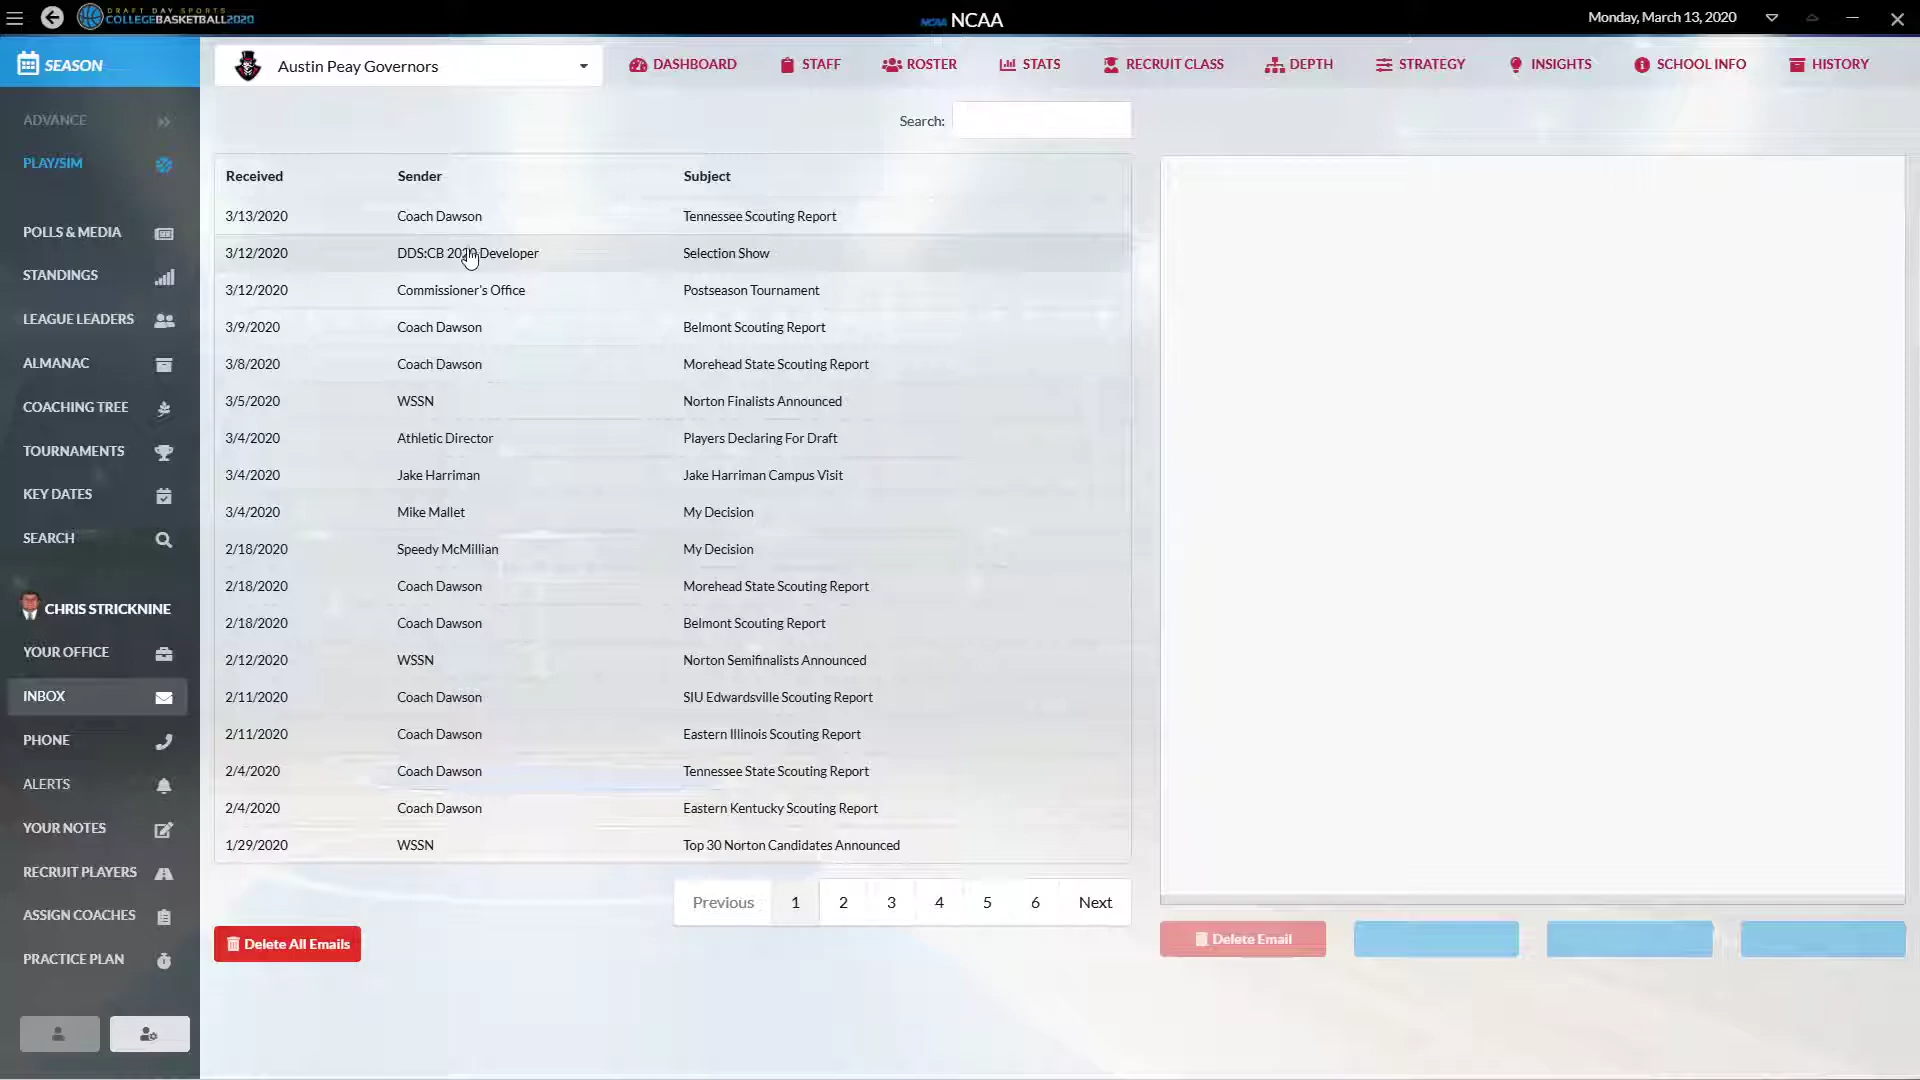 DRAFT DAY SPORTS
COLLEGEBASKETBALL2020
NCAA NCAA
Monday, March 13, 2020
SEASON
Austin Peay Governors
DASHBOARD STAFF ROSTER STATS RECRUIT CLASS DEPTH STRATEGY INSIGHTS SCHOOL INFO HISTORY
ADVANCE
PLAY/SIM
POLLS & MEDIA
STANDINGS
LEAGUE LEADERS
ALMANAC
COACHING TREE
TOURNAMENTS
KEY DATES
SEARCH
CHRIS STRICKNINE
YOUR OFFICE
INBOX
PHONE
ALERTS
YOUR NOTES
RECRUIT PLAYERS
ASSIGN COACHES
PRACTICE PLAN
Search:
Received Sender Subject
3/13/2020 Coach Dawson Tennessee Scouting Report
3/12/2020 DDS:CB 2020 Developer Selection Show
3/12/2020 Commissioner's Office Postseason Tournament
3/9/2020 Coach Dawson Belmont Scouting Report
3/8/2020 Coach Dawson Morehead State Scouting Report
3/5/2020 WSSN Norton Finalists Announced
3/4/2020 Athletic Director Players Declaring For Draft
3/4/2020 Jake Harriman Jake Harriman Campus Visit
3/4/2020 Mike Mallet My Decision
2/18/2020 Speedy McMillian My Decision
2/18/2020 Coach Dawson Morehead State Scouting Report
2/18/2020 Coach Dawson Belmont Scouting Report
2/12/2020 WSSN Norton Semifinalists Announced
2/11/2020 Coach Dawson SIU Edwardsville Scouting Report
2/11/2020 Coach Dawson Eastern Illinois Scouting Report
2/4/2020 Coach Dawson Tennessee State Scouting Report
2/4/2020 Coach Dawson Eastern Kentucky Scouting Report
1/29/2020 WSSN Top 30 Norton Candidates Announced
Previous 1 2 3 4 5 6 Next
Delete All Emails
Delete Email